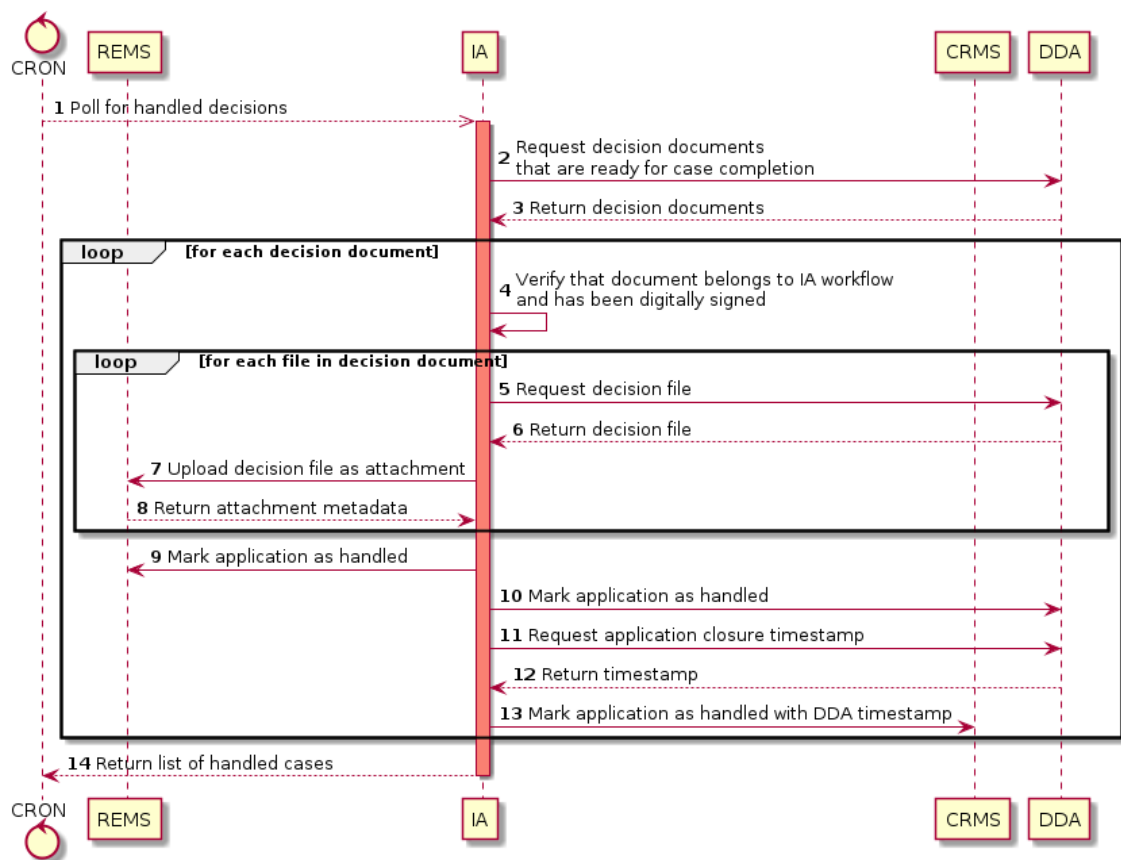 CRON
REMS
IA
CRMS
DDA
1 Poll for handled decisions
2 Request decision documents
that are ready for case completion
3 Return decision documents
loop [for each decision document]
4 Verify that document belongs to IA workflow
and has been digitally signed
loop [for each file in decision document]
5 Request decision file
6 Return decision file
7 Upload decision file as attachment
8 Return attachment metadata
9 Mark application as handled
10 Mark application as handled
11 Request application closure timestamp
12 Return timestamp
13 Mark application as handled with DDA timestamp
14 Return list of handled cases
CRON
REMS
IA
CRMS
DDA